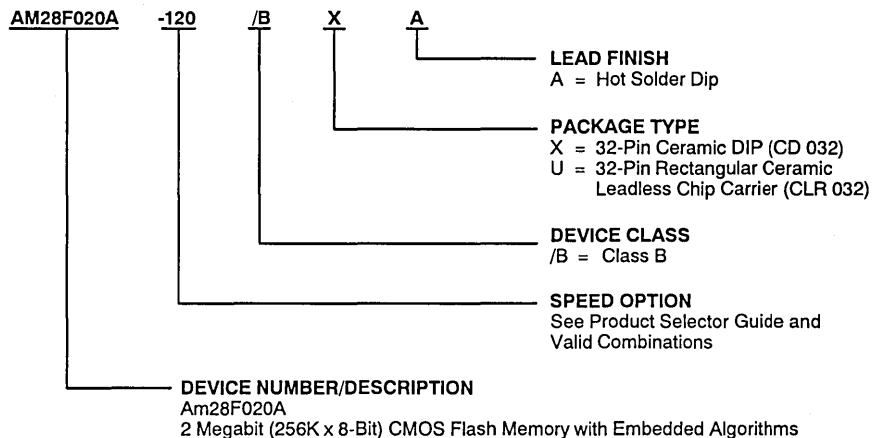 AM28F020A -120 /B X A
LEAD FINISH
A = Hot Solder Dip
PACKAGE TYPE
X = 32-Pin Ceramic DIP (CD 032)
U = 32-Pin Rectangular Ceramic
Leadless Chip Carrier (CLR 032)
DEVICE CLASS
/B = Class B
SPEED OPTION
See Product Selector Guide and
Valid Combinations
DEVICE NUMBER/DESCRIPTION
Am28F020A
2 Megabit (256K x 8-Bit) CMOS Flash Memory with Embedded Algorithms